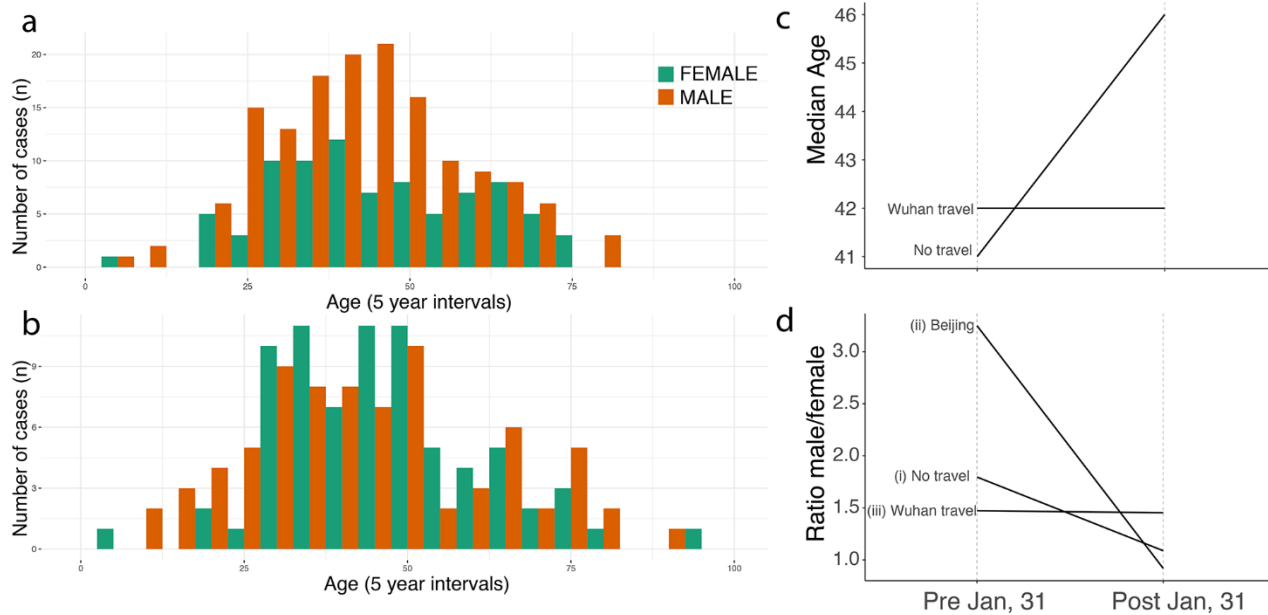 a
Number of cases (n)
20
15
10
5
0
FEMALE
MALE
0 25 50 75 100
Age (5 year intervals)
b
Number of cases (n)
9
6
3
0
0 25 50 75 100
Age (5 year intervals)
c
Median Age
46
45
44
43
42
41
Wuhan travel
No travel
d
Ratio male/female
3.0
2.5
2.0
1.5
1.0
(ii) Beijing
(i) No travel
(iii) Wuhan travel
Pre Jan, 31 Post Jan, 31